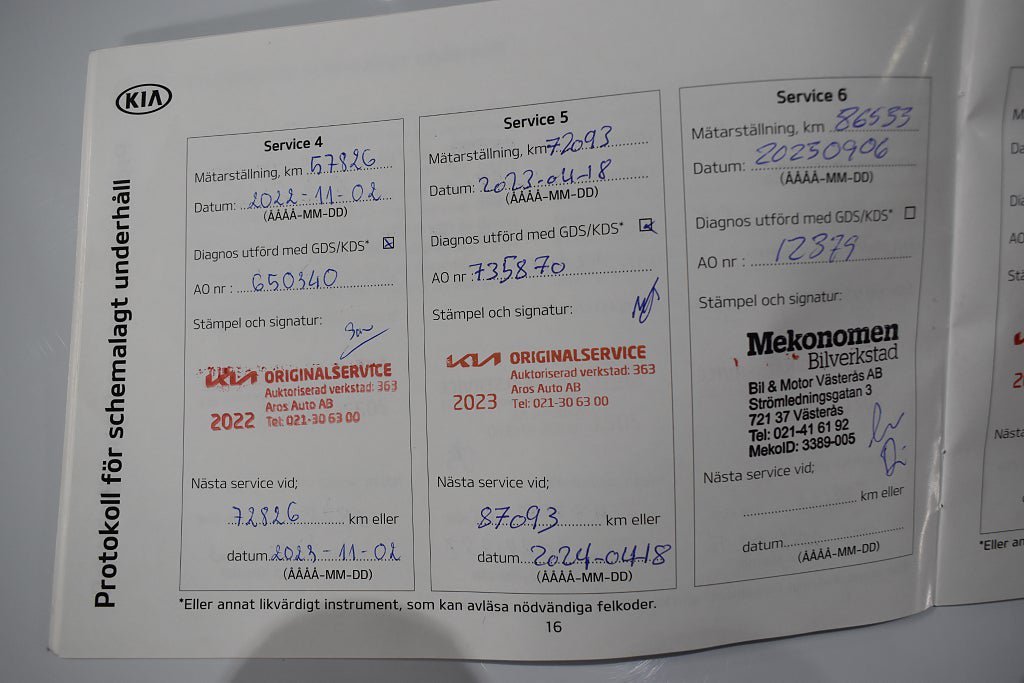 KIA
Protokoll för schemalagt underhåll
Service 4
Mätarställning, km 57826
Datum: 2022-11-02
(ÅÅÅÅ-MM-DD)
Diagnos utförd med GDS/KDS*
AO nr : 650340
Stämpel och signatur:
KIA ORIGINALSERVICE
Auktoriserad verkstad: 363
Aros Auto AB
2022 Tel: 021-30 63 00
Nästa service vid;
72826 km eller
datum 2023-11-02
(ÅÅÅÅ-MM-DD)
Service 5
Mätarställning, km 72093
Datum: 2023-04-18
(ÅÅÅÅ-MM-DD)
Diagnos utförd med GDS/KDS*
AO nr 735870
Stämpel och signatur:
KIA ORIGINALSERVICE
Auktoriserad verkstad: 363
Aros Auto AB
2023 Tel: 021-30 63 00
Nästa service vid;
87093 km eller
datum 2024-0418
(ÅÅÅÅ-MM-DD)
Service 6
Mätarställning, km 86533
Datum: 20230906
(ÅÅÅÅ-MM-DD)
Diagnos utförd med GDS/KDS*
AO nr : 12379
Stämpel och signatur:
Mekonomen
Bilverkstad
Bil & Motor Västerås AB
Strömledningsgatan 3
721 37 Västerås
Tel: 021-41 61 92
MekoID: 3389-005
Nästa service vid;
km eller
datum
(ÅÅÅÅ-MM-DD)
*Eller annat likvärdigt instrument, som kan avläsa nödvändiga felkoder.
16
Nästa
*Eller an